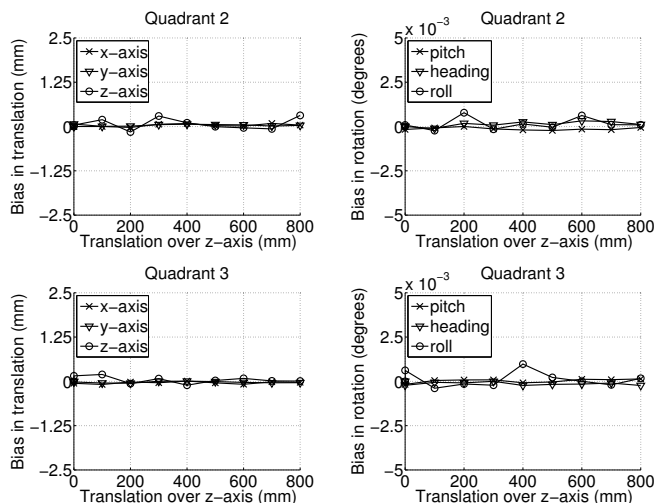 Quadrant 2
2.5
1.25
0
−1.25
−2.5
Bias in translation (mm)
x−axis
y−axis
z−axis
0 200 400 600 800
Translation over z−axis (mm)
Quadrant 2
x 10⁻³
5
2.5
0
−2.5
−5
Bias in rotation (degrees)
pitch
heading
roll
0 200 400 600 800
Translation over z−axis (mm)
Quadrant 3
2.5
1.25
0
−1.25
−2.5
Bias in translation (mm)
x−axis
y−axis
z−axis
0 200 400 600 800
Translation over z−axis (mm)
Quadrant 3
x 10⁻³
5
2.5
0
−2.5
−5
Bias in rotation (degrees)
pitch
heading
roll
0 200 400 600 800
Translation over z−axis (mm)